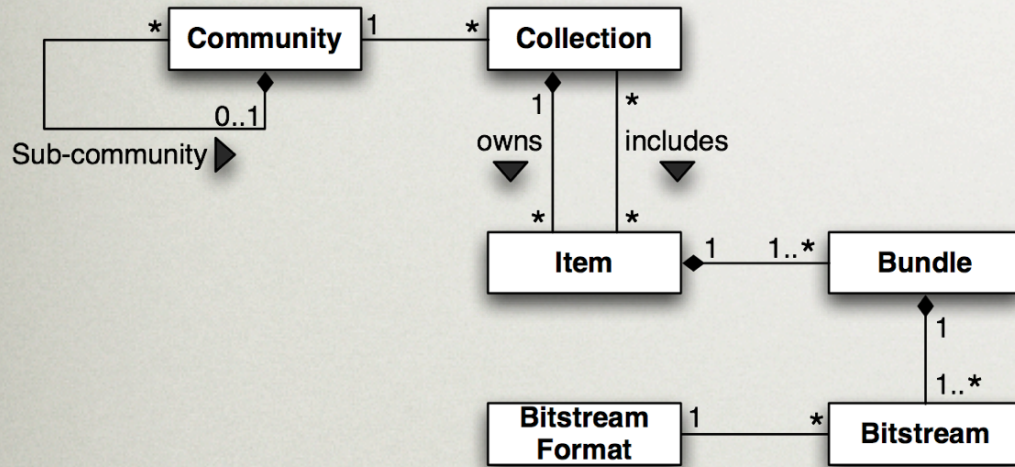 * Community 1 * Collection
0..1 1 *
Sub-community owns includes
* *
Item 1 1..* Bundle
1
1..*
Bitstream Format 1 * Bitstream